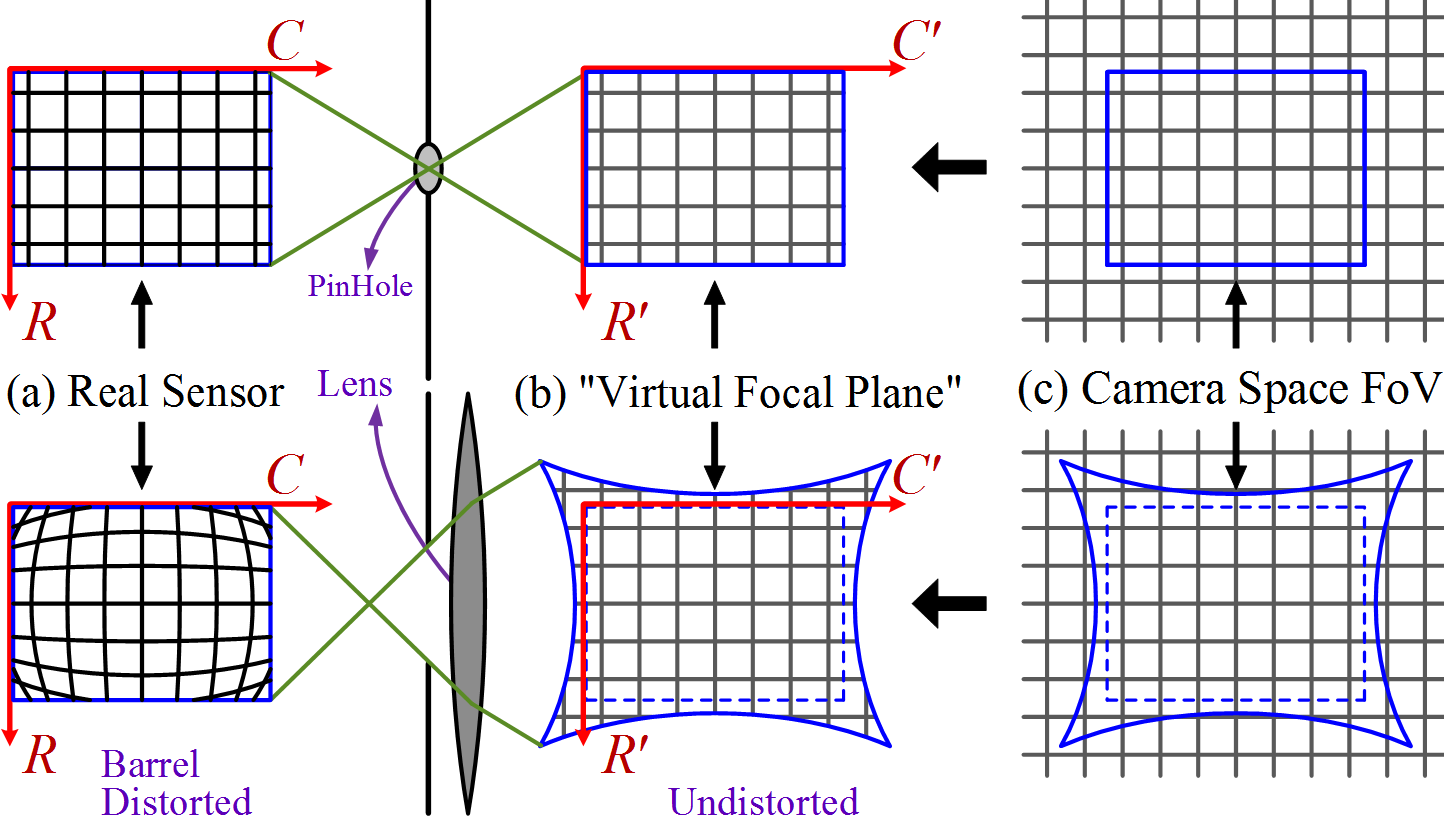 C
C′
PinHole
R
R′
(a) Real Sensor
Lens
(b) "Virtual Focal Plane"
(c) Camera Space FoV
C
C′
R
R′
Barrel
Distorted
Undistorted